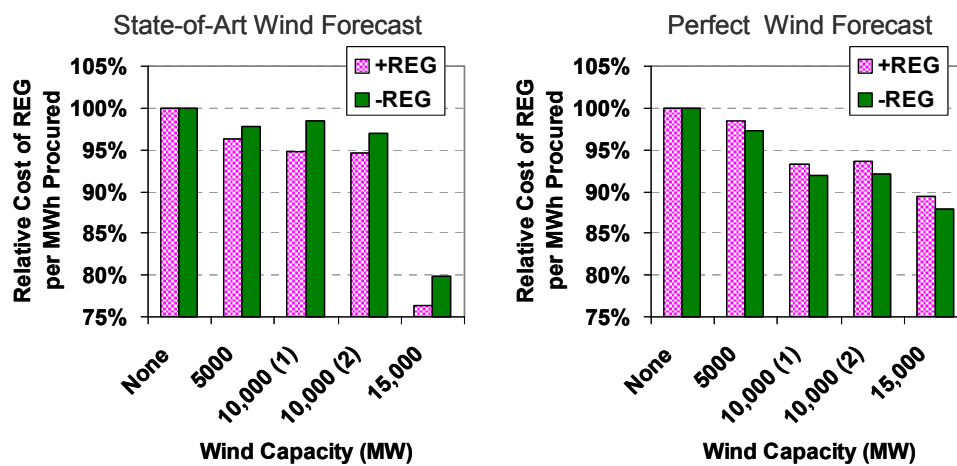 State-of-Art Wind Forecast
Relative Cost of REG
per MWh Procured
105%
100%
95%
90%
85%
80%
75%
+REG
-REG
None
5000
10,000 (1)
10,000 (2)
15,000
Wind Capacity (MW)
Perfect Wind Forecast
Relative Cost of REG
per MWh Procured
105%
100%
95%
90%
85%
80%
75%
+REG
-REG
None
5000
10,000 (1)
10,000 (2)
15,000
Wind Capacity (MW)